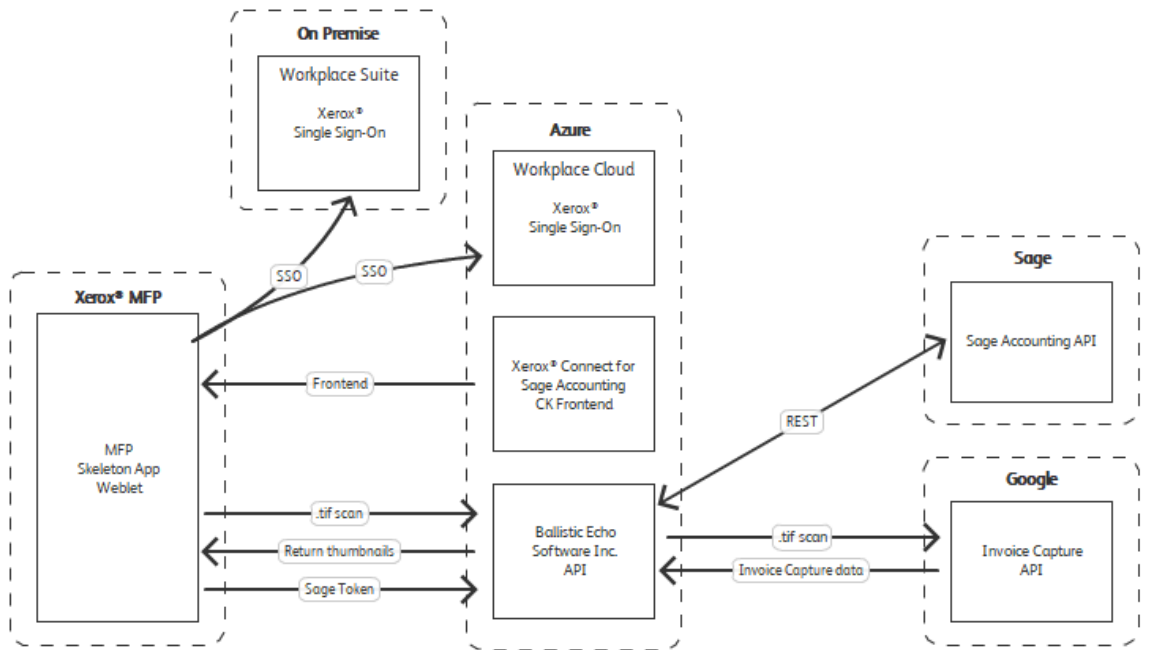 On Premise
Workplace Suite
Xerox®
Single Sign-On
Azure
Workplace Cloud
Xerox®
Single Sign-On
SSO
SSO
Sage
Xerox® MFP
Sage Accounting API
Xerox® Connect for
Sage Accounting
CK Frontend
Frontend
REST
MFP
Skeleton App
Weblet
Google
.tif scan
Ballistic Echo
Software Inc.
API
.tif scan
Invoice Capture
API
Return thumbnails
Invoice Capture data
Sage Token